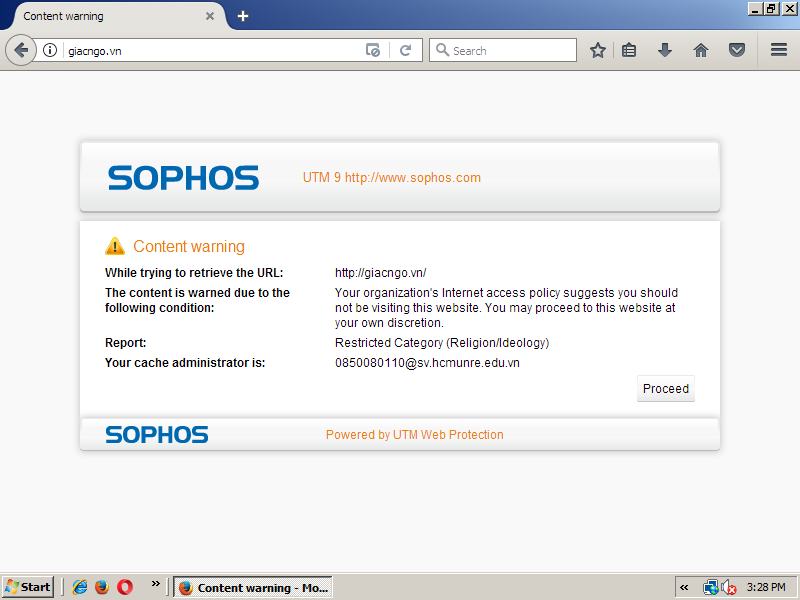 Content warning
giacngo.vn
Search
SOPHOS
UTM 9 http://www.sophos.com
Content warning
While trying to retrieve the URL: http://giacngo.vn/
The content is warned due to the following condition:
Your organization's Internet access policy suggests you should not be visiting this website. You may proceed to this website at your own discretion.
Report: Restricted Category (Religion/Ideology)
Your cache administrator is: 0850080110@sv.hcmunre.edu.vn
Proceed
SOPHOS
Powered by UTM Web Protection
Start
Content warning - Mo...
3:28 PM